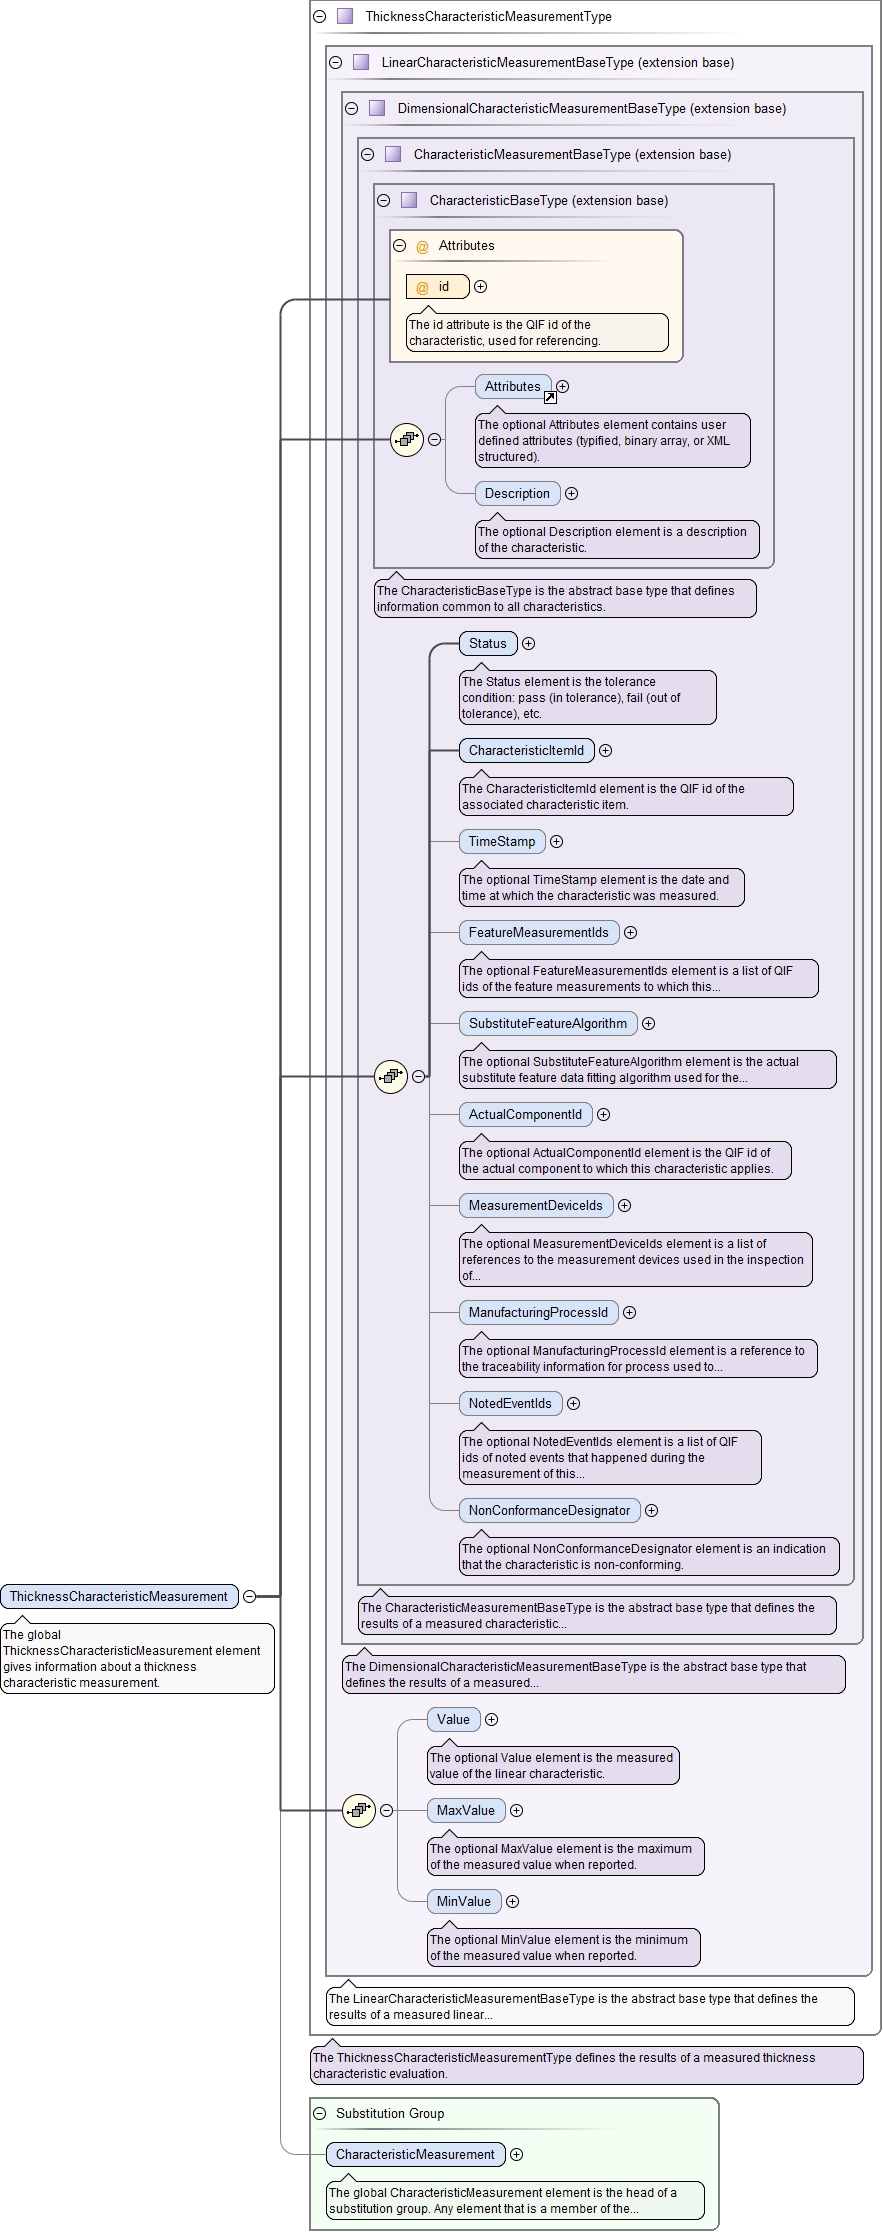 ThicknessCharacteristicMeasurementType
LinearCharacteristicMeasurementBaseType (extension base)
DimensionalCharacteristicMeasurementBaseType (extension base)
CharacteristicMeasurementBaseType (extension base)
CharacteristicBaseType (extension base)
@ Attributes
@ id
The id attribute is the QIF id of the
characteristic, used for referencing.
Attributes
The optional Attributes element contains user
defined attributes (typified, binary array, or XML
structured).
Description
The optional Description element is a description
of the characteristic.
The CharacteristicBaseType is the abstract base type that defines
information common to all characteristics.
Status
The Status element is the tolerance
condition: pass (in tolerance), fail (out of
tolerance), etc.
CharacteristicItemId
The CharacteristicItemId element is the QIF id of the
associated characteristic item.
TimeStamp
The optional TimeStamp element is the date and
time at which the characteristic was measured.
FeatureMeasurementIds
The optional FeatureMeasurementIds element is a list of QIF
ids of the feature measurements to which this...
SubstituteFeatureAlgorithm
The optional SubstituteFeatureAlgorithm element is the actual
substitute feature data fitting algorithm used for the...
ActualComponentId
The optional ActualComponentId element is the QIF id of
the actual component to which this characteristic applies.
MeasurementDeviceIds
The optional MeasurementDeviceIds element is a list of
references to the measurement devices used in the inspection
of...
ManufacturingProcessId
The optional ManufacturingProcessId element is a reference to
the traceability information for process used to...
NotedEventIds
The optional NotedEventIds element is a list of QIF
ids of noted events that happened during the
measurement of this...
NonConformanceDesignator
The optional NonConformanceDesignator element is an indication
that the characteristic is non-conforming.
ThicknessCharacteristicMeasurement
The global
ThicknessCharacteristicMeasurement element
gives information about a thickness
characteristic measurement.
The CharacteristicMeasurementBaseType is the abstract base type that defines the
results of a measured characteristic...
The DimensionalCharacteristicMeasurementBaseType is the abstract base type that
defines the results of a measured...
Value
The optional Value element is the measured
value of the linear characteristic.
MaxValue
The optional MaxValue element is the maximum
of the measured value when reported.
MinValue
The optional MinValue element is the minimum
of the measured value when reported.
The LinearCharacteristicMeasurementBaseType is the abstract base type that defines the
results of a measured linear...
The ThicknessCharacteristicMeasurementType defines the results of a measured thickness
characteristic evaluation.
Substitution Group
CharacteristicMeasurement
The global CharacteristicMeasurement element is the head of a
substitution group. Any element that is a member of the...